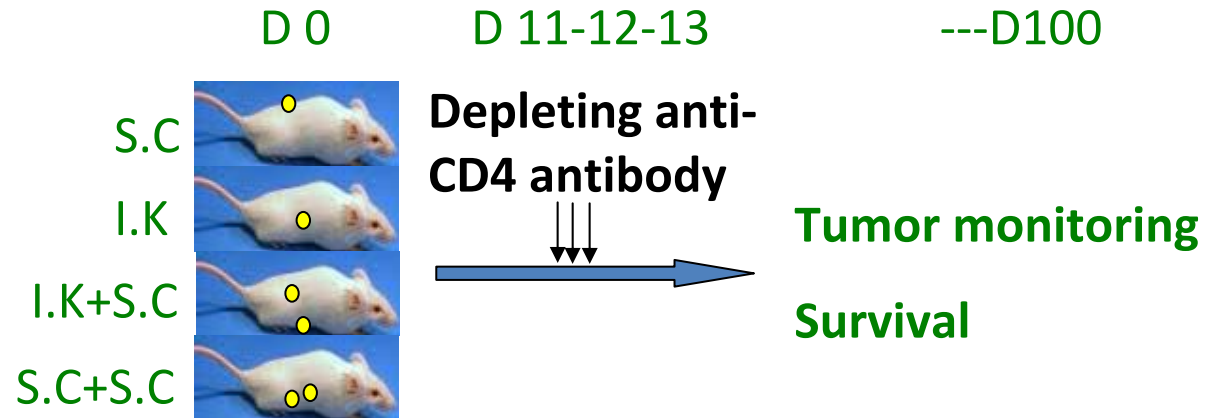 D 0
D 11-12-13
---D100
S.C
I.K
I.K+S.C
S.C+S.C
Depleting anti-
CD4 antibody
Tumor monitoring
Survival